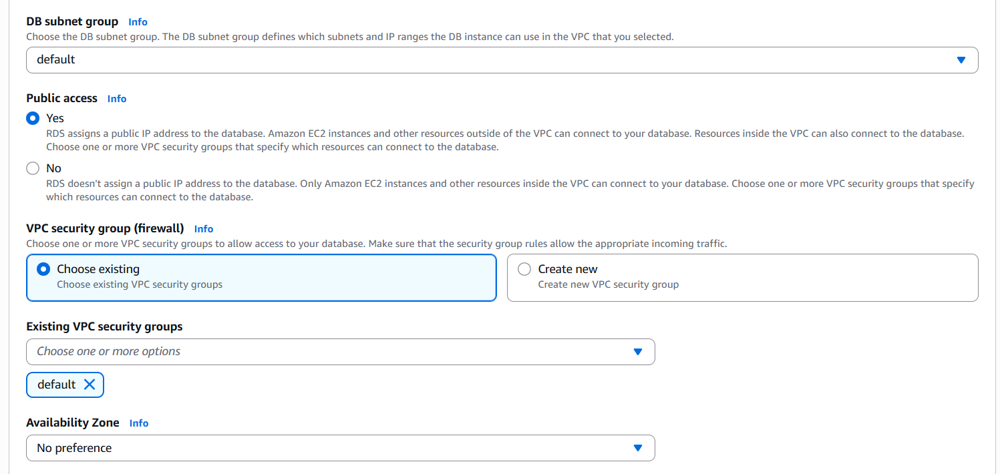 DB subnet group Info
Choose the DB subnet group. The DB subnet group defines which subnets and IP ranges the DB instance can use in the VPC that you selected.
default
Public access Info
Yes
RDS assigns a public IP address to the database. Amazon EC2 instances and other resources outside of the VPC can connect to your database. Resources inside the VPC can also connect to the database.
Choose one or more VPC security groups that specify which resources can connect to the database.
No
RDS doesn't assign a public IP address to the database. Only Amazon EC2 instances and other resources inside the VPC can connect to your database. Choose one or more VPC security groups that specify
which resources can connect to the database.
VPC security group (firewall) Info
Choose one or more VPC security groups to allow access to your database. Make sure that the security group rules allow the appropriate incoming traffic.
Choose existing
Choose existing VPC security groups
Create new
Create new VPC security group
Existing VPC security groups
Choose one or more options
default
Availability Zone Info
No preference